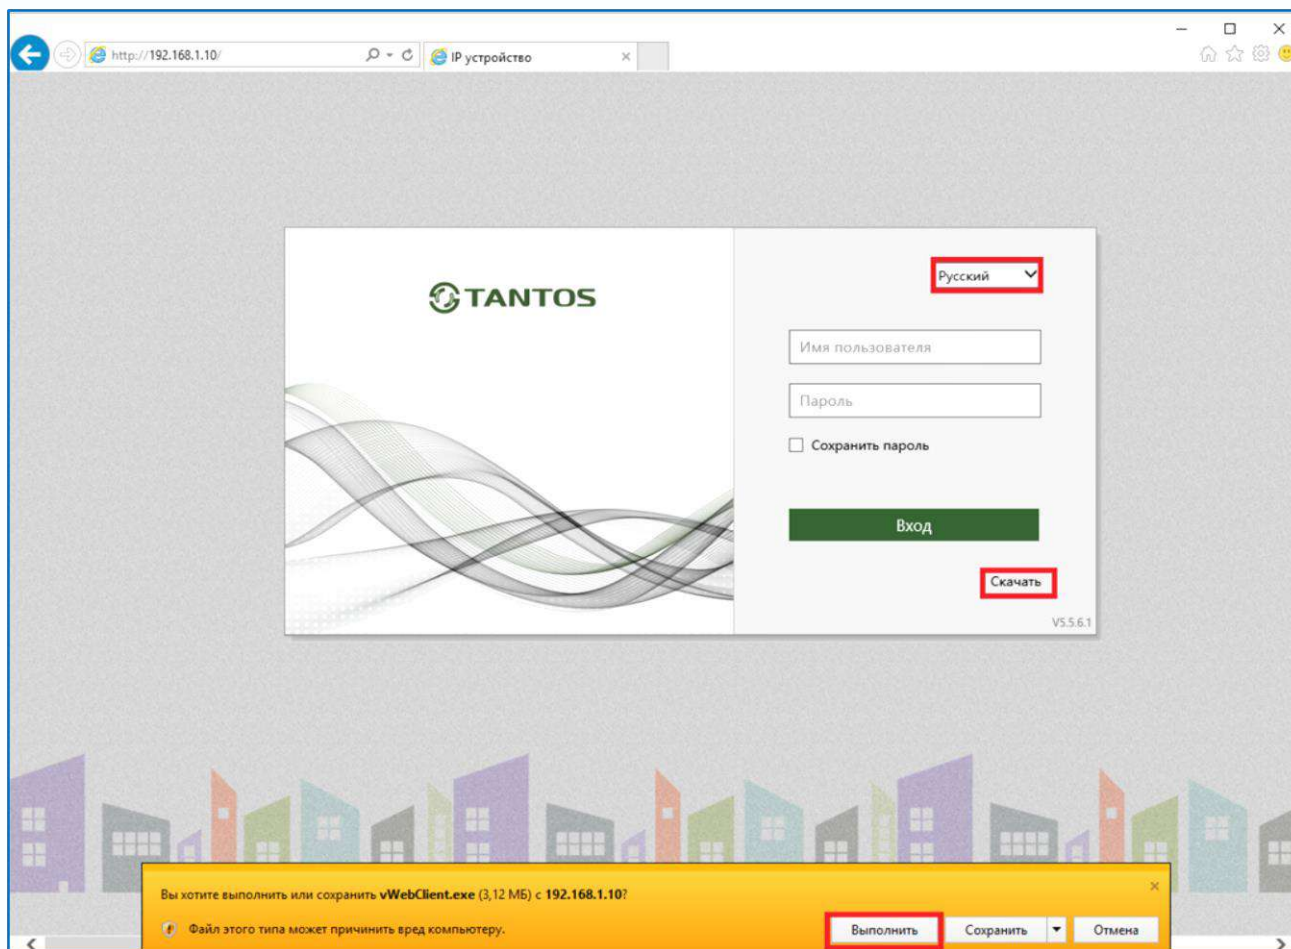 http://192.168.1.10/
IP устройство
TANTOS
Русский
Имя пользователя
Пароль
Сохранить пароль
Вход
Скачать
V5.5.6.1
Вы хотите выполнить или сохранить vWebClient.exe (3,12 МБ) с 192.168.1.10?
Файл этого типа может причинить вред компьютеру.
Выполнить
Сохранить
Отмена